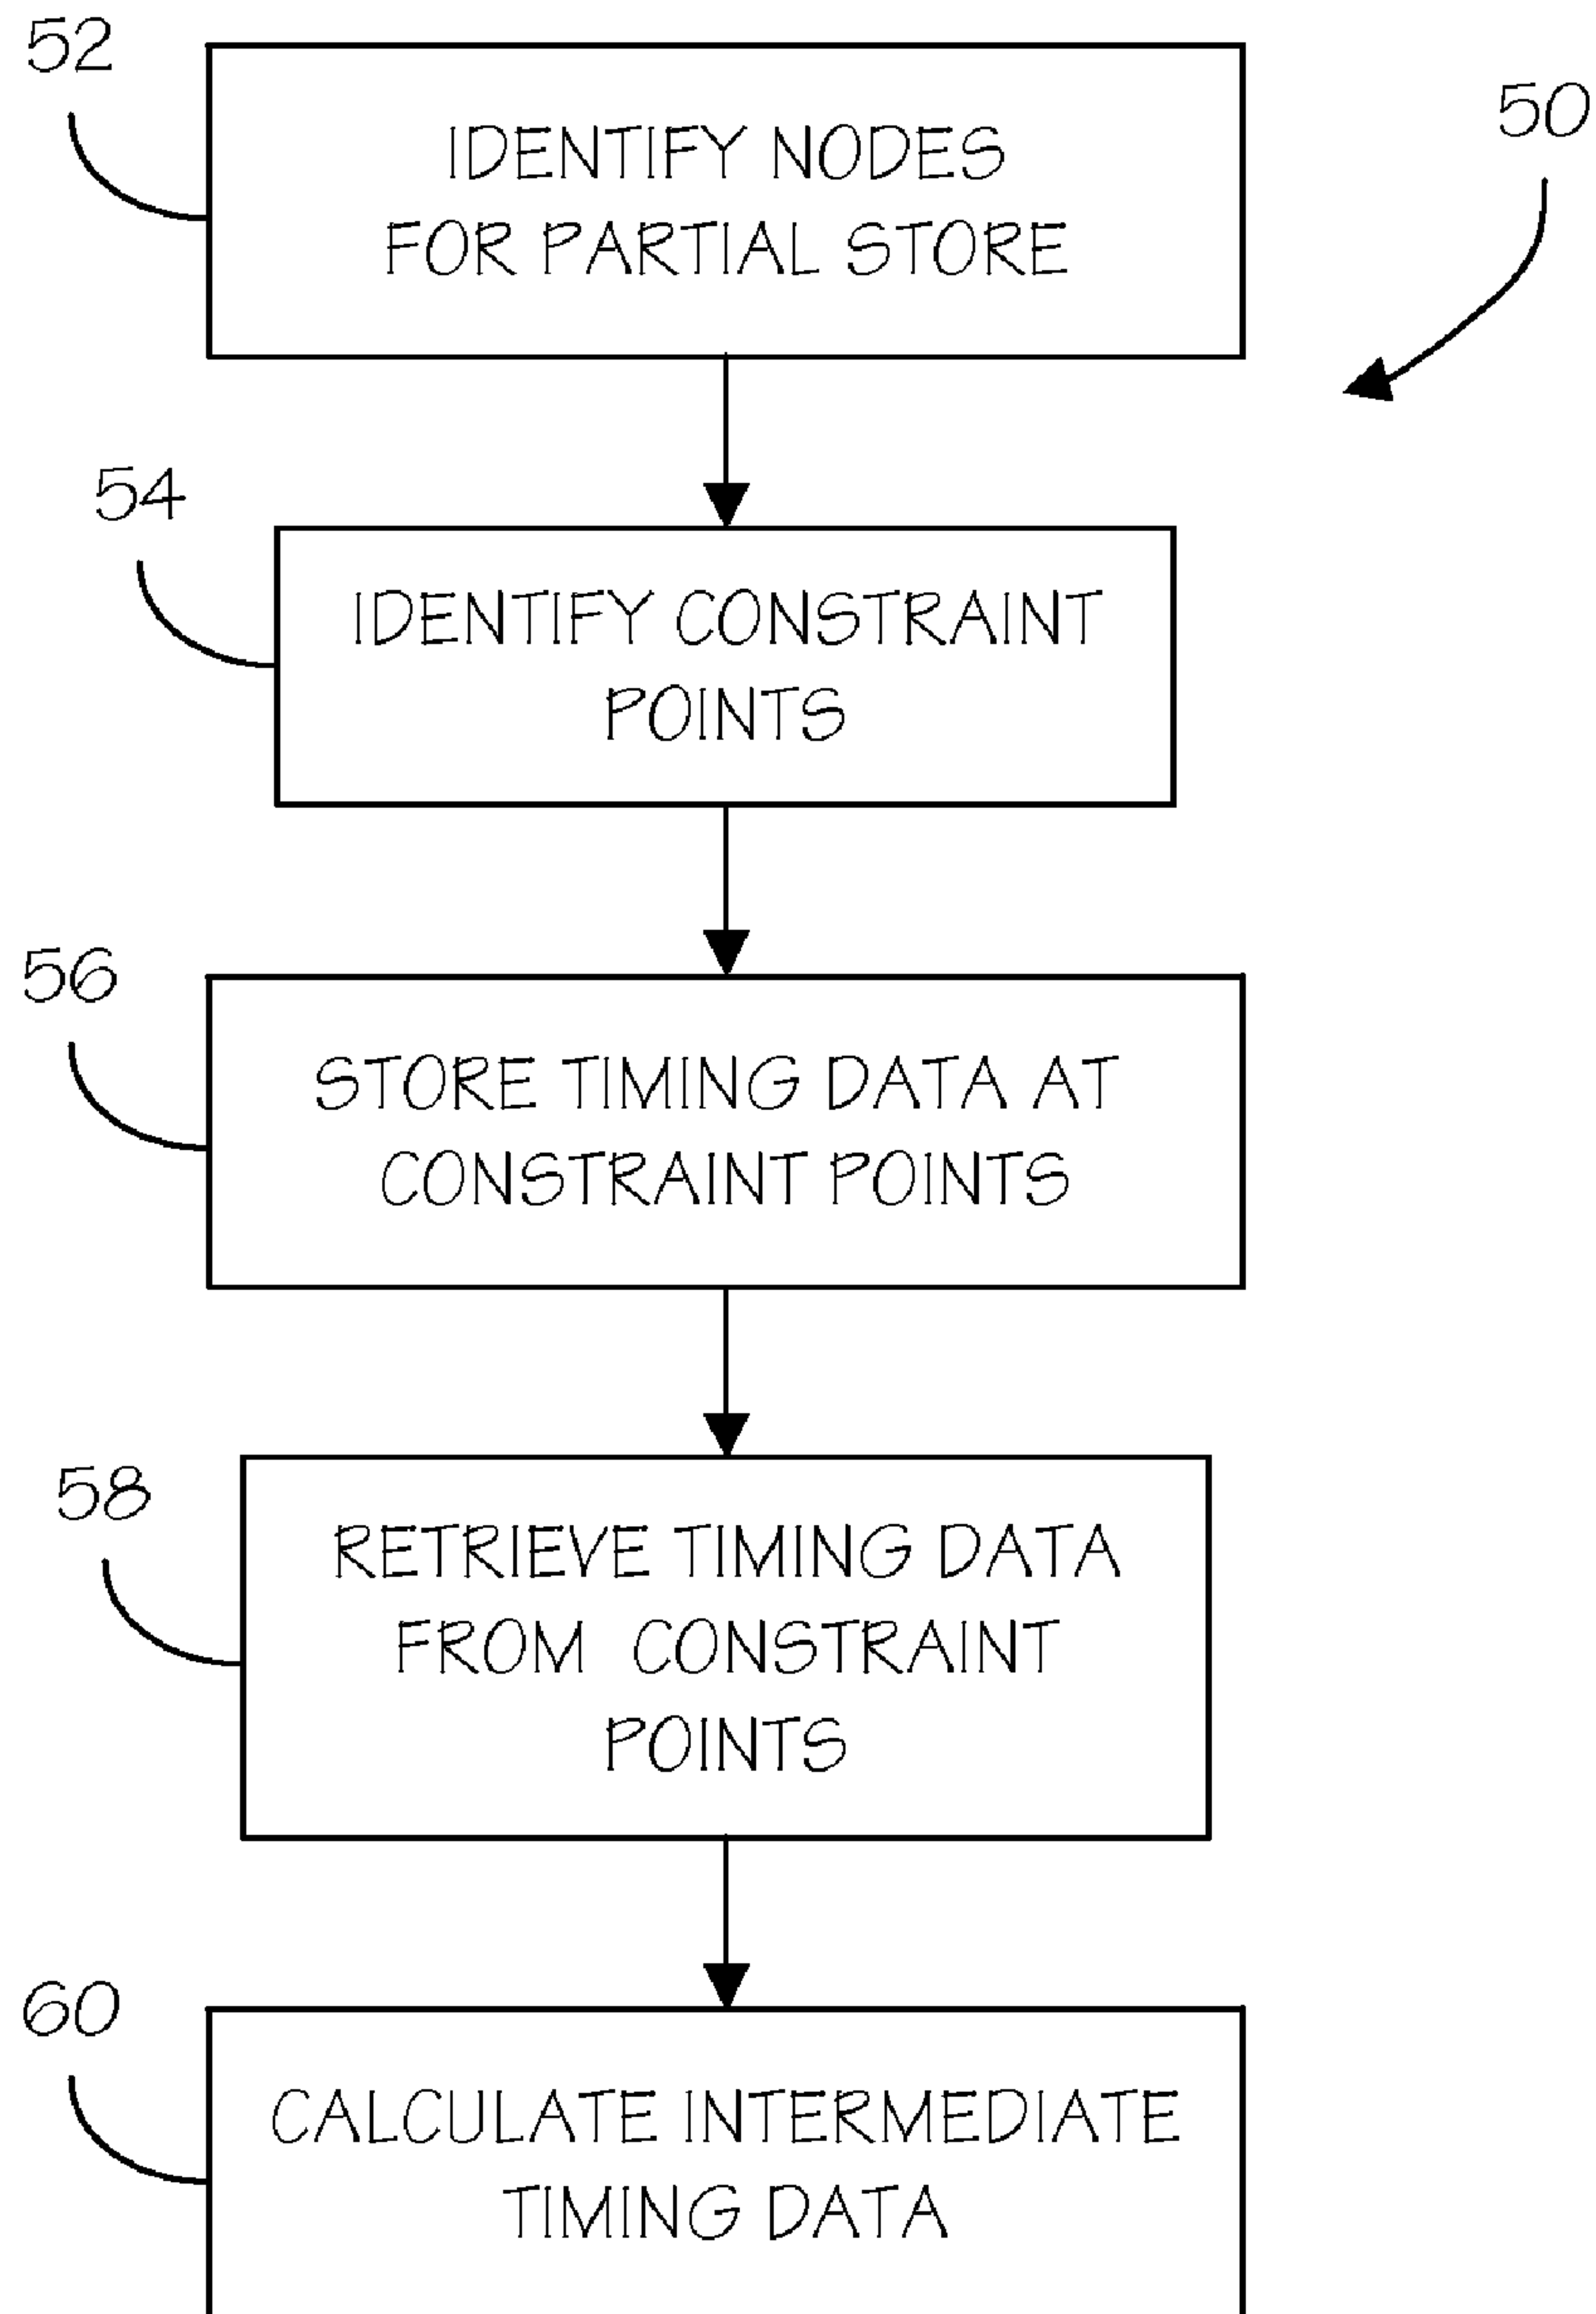 52
IDENTIFY NODES
FOR PARTIAL STORE
50
54
IDENTIFY CONSTRAINT
POINTS
56
STORE TIMING DATA AT
CONSTRAINT POINTS
58
RETRIEVE TIMING DATA
FROM CONSTRAINT
POINTS
60
CALCULATE INTERMEDIATE
TIMING DATA